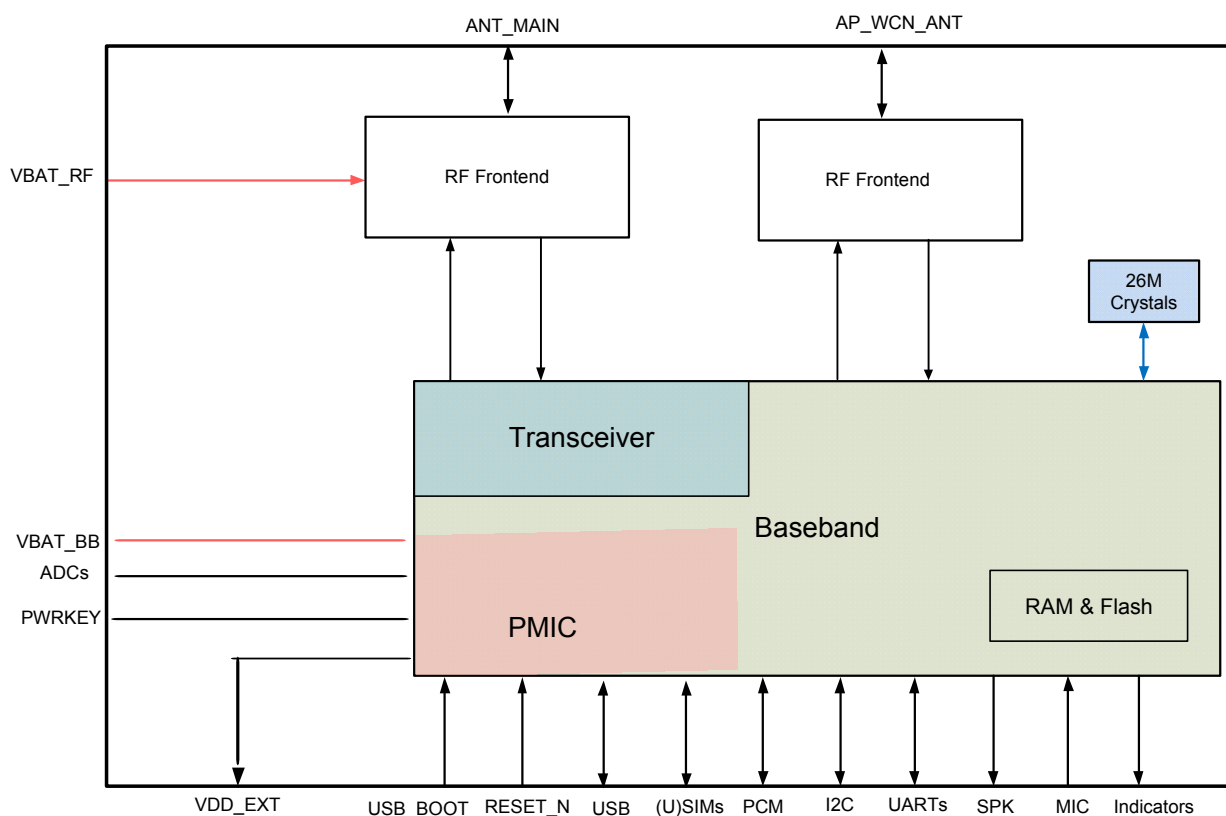 ANT_MAIN
AP_WCN_ANT
VBAT_RF
RF Frontend
RF Frontend
26M
Crystals
Transceiver
Baseband
VBAT_BB
ADCs
PWRKEY
PMIC
RAM & Flash
VDD_EXT
USB_BOOT
RESET_N
USB
(U)SIMs
PCM
I2C
UARTs
SPK
MIC
Indicators